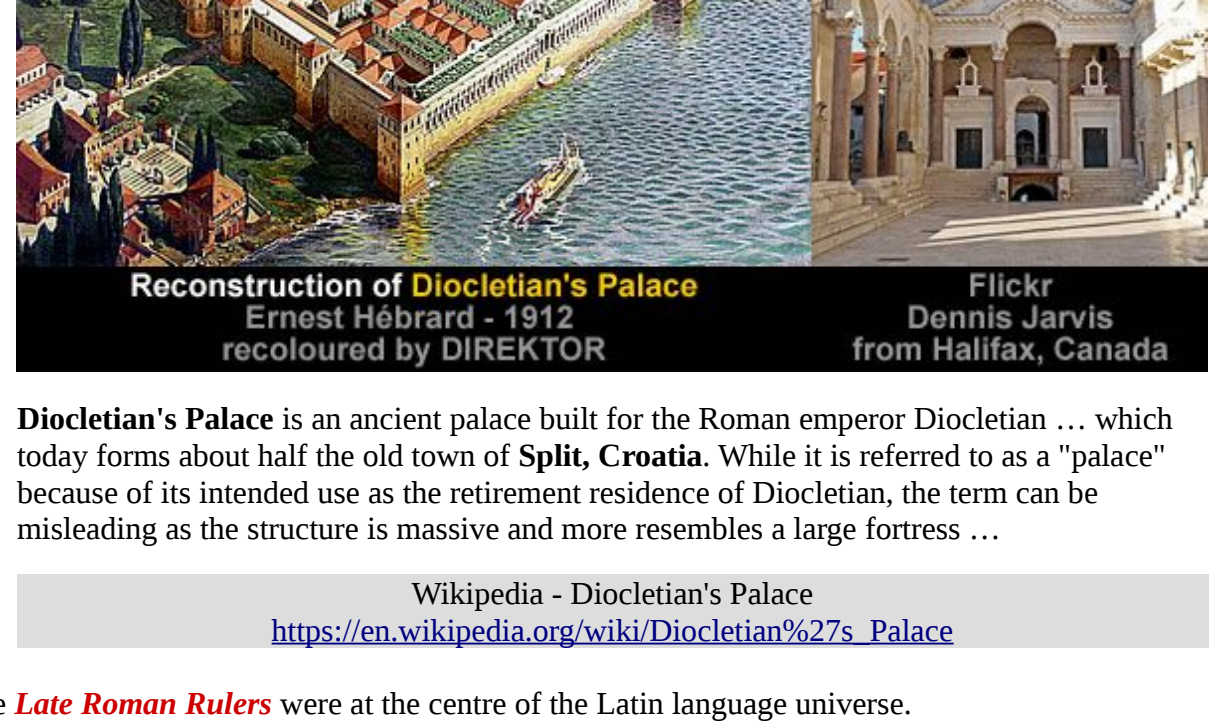 Reconstruction of Diocletian's Palace
Ernest Hébrard - 1912
recoloured by DIREKTOR
Flickr
Dennis Jarvis
from Halifax, Canada
Diocletian's Palace is an ancient palace built for the Roman emperor Diocletian … which
today forms about half the old town of Split, Croatia. While it is referred to as a "palace"
because of its intended use as the retirement residence of Diocletian, the term can be
misleading as the structure is massive and more resembles a large fortress …
Wikipedia - Diocletian's Palace
https://en.wikipedia.org/wiki/Diocletian%27s_Palace
Late Roman Rulers were at the centre of the Latin language universe.